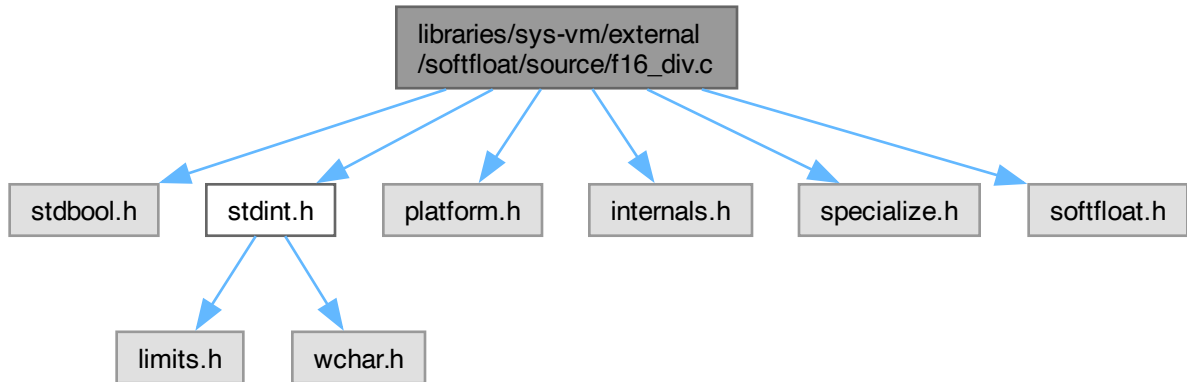 libraries/sys-vm/external
/softfloat/source/f16_div.c
stdbool.h
stdint.h
platform.h
internals.h
specialize.h
softfloat.h
limits.h
wchar.h